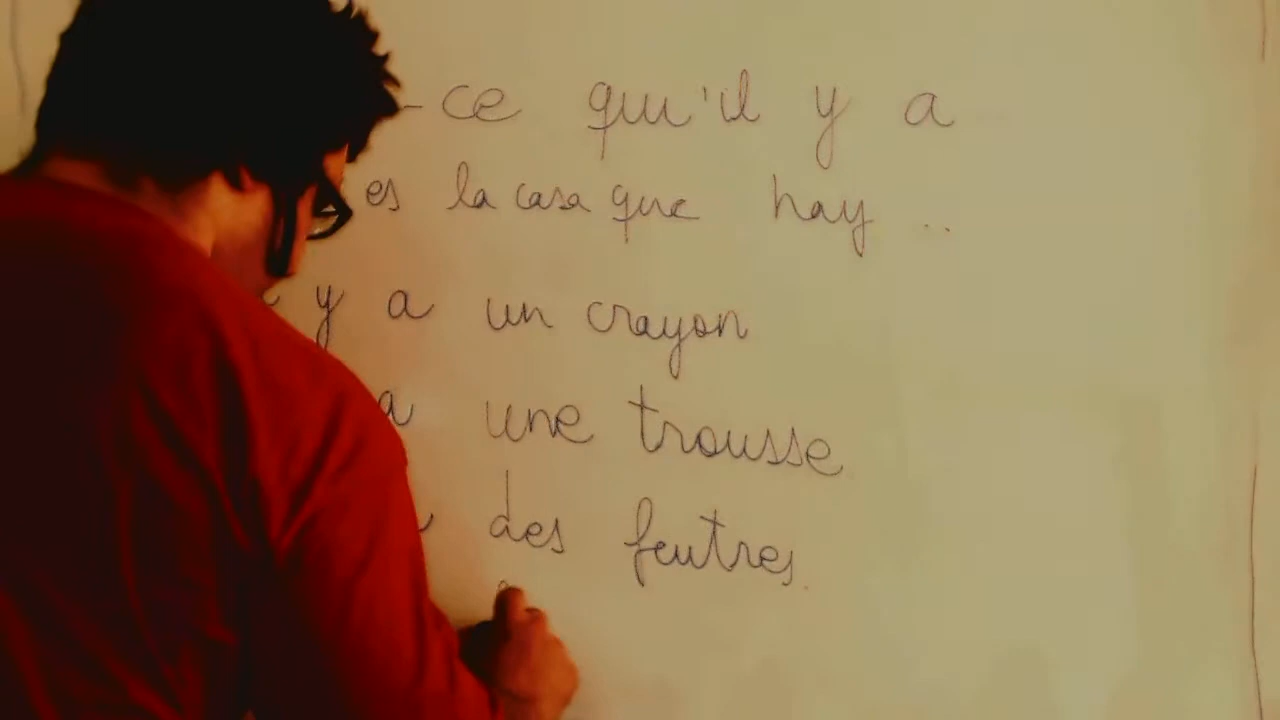 -ce qu'il y a
es la casa que hay ..
y a un crayon
a une trousse
des feutres.